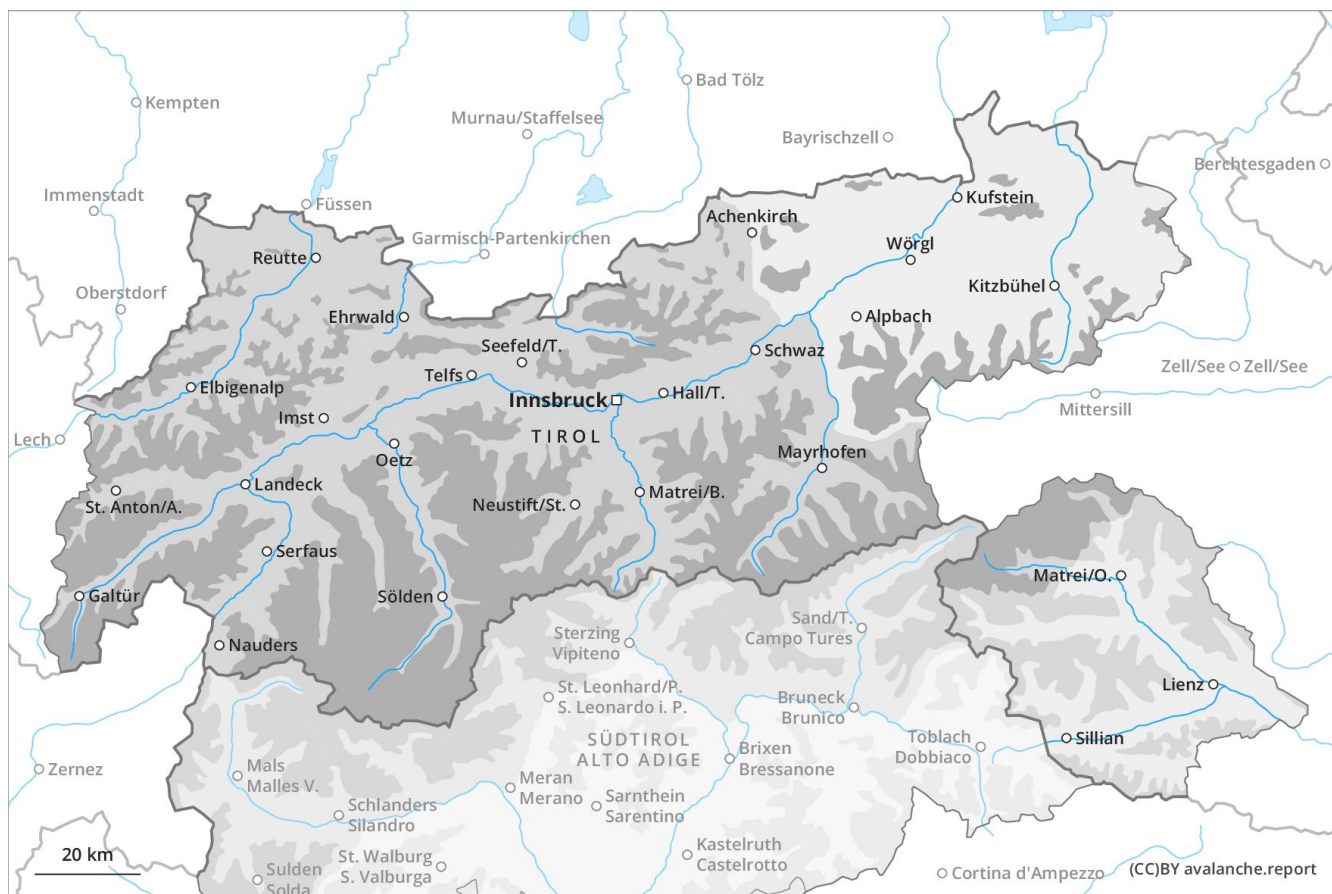 Kempten
Bad Tölz
Murnau/Staffelsee
Bayrischzell
Berchtesgaden
Immenstadt
Füssen
Kufstein
Achenkirch
Garmisch-Partenkirchen
Wörgl
Reutte
Kitzbühel
Oberstdorf
Ehrwald
Alpbach
Seefeld/T.
Schwaz
Zell/See
Zell/See
Telfs
Elbigenalp
Innsbruck
Hall/T.
Mittersill
Imst
Lech
TIROL
Oetz
Mayrhofen
Landeck
St. Anton/A.
Neustift/St.
Matrei/B.
Serfaus
Matrei/O.
Galtür
Sölden
Sand/T.
Campo Tures
Sterzing
Vipiteno
Nauders
Lienz
St. Leonhard/P.
S. Leonardo i. P.
Bruneck
Brunico
SÜDTIROL
ALTO ADIGE
Toblach
Dobbiaco
Sillian
Brixen
Bressanone
Zernez
Mals
Malles V.
Meran
Merano
Sarnthein
Sarentino
Schlanders
Silandro
Kastelruth
Castelrotto
20 km
St. Walburg
S. Valburga
Sulden
Solda
Cortina d'Ampezzo
(CC)BY avalanche.report